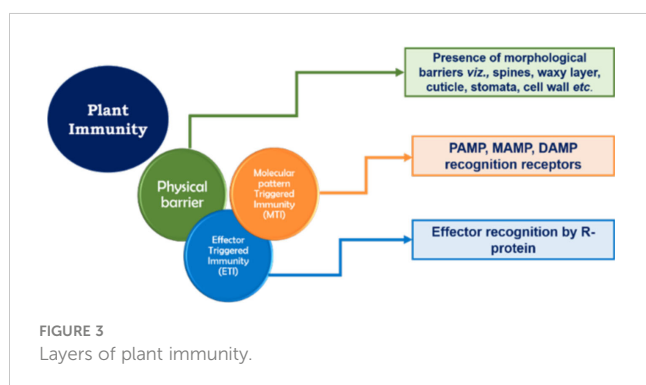 Plant
Immunity
Physical
barrier
Molecular
pattern
Triggered
Immunity
(MTI)
Effector
Triggered
Immunity
(ETI)
Presence of morphological
barriers viz., spines, waxy layer,
cuticle, stomata, cell wall etc.
PAMP, MAMP, DAMP
recognition receptors
Effector recognition by R-
protein
FIGURE 3
Layers of plant immunity.